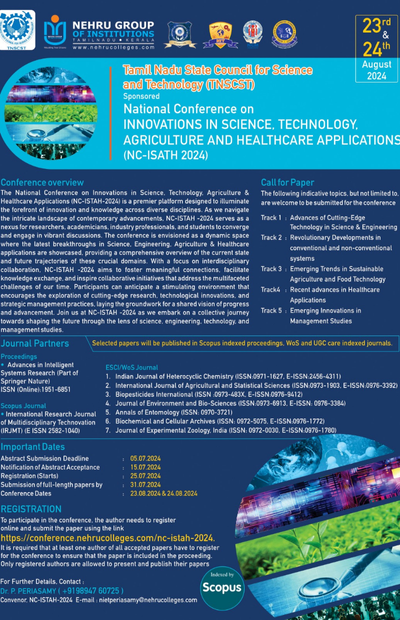 TNSCST
NEHRU GROUP
OF INSTITUTIONS
TAMILNADU • KERALA
www.nehrucolleges.com
23rd
&
24th
August
2024
Tamil Nadu State Council for Science
and Technology (TNSCST)
Sponsored
National Conference on
INNOVATIONS IN SCIENCE, TECHNOLOGY,
AGRICULTURE AND HEALTHCARE APPLICATIONS
(NC-ISATH 2024)
Conference overview
The National Conference on Innovations in Science, Technology, Agriculture &
Healthcare Applications (NC-ISTAH-2024) is a premier platform designed to illuminate
the forefront of innovation and knowledge across diverse disciplines. As we navigate
the intricate landscape of contemporary advancements, NC-ISTAH -2024 serves as a
nexus for researchers, academicians, industry professionals, and students to converge
and engage in vibrant discussions. The conference is envisioned as a dynamic space
where the latest breakthroughs in Science, Engineering, Agriculture & Healthcare
applications are showcased, providing a comprehensive overview of the current state
and future trajectories of these crucial domains. With a focus on interdisciplinary
collaboration, NC-ISTAH -2024 aims to foster meaningful connections, facilitate
knowledge exchange, and inspire collaborative initiatives that address the multifaceted
challenges of our time. Participants can anticipate a stimulating environment that
encourages the exploration of cutting-edge research, technological innovations, and
strategic management practices, laying the groundwork for a shared vision of progress
and advancement. Join us at NC-ISTAH -2024 as we embark on a collective journey
towards shaping the future through the lens of science, engineering, technology, and
management studies.
Call for Paper
The following indicative topics, but not limited to,
are welcome to be submitted for the conference
Track 1 : Advances of Cutting-Edge
Technology in Science & Engineering
Track 2 : Revolutionary Developments in
conventional and non-conventional
systems
Track3 : Emerging Trends in Sustainable
Agriculture and Food Technology
Track4 : Recent advances in Healthcare
Applications
Track 5 : Emerging Innovations in
Management Studies
Journal Partners
Selected papers will be published in Scopus indexed proceedings, WoS and UGC care indexed journals.
Proceedings
• Advances in Intelligent
Systems Research (Part of
Springer Nature)
ISSN (Online):1951-6851
Scopus Journal
• International Research Journal
of Multidisciplinary Technovation
(IRJMT) (E ISSN 2582-1040)
ESCI/WoS Journal
1. Indian Journal of Heterocyclic Chemistry (ISSN.0971-1627, E-ISSN.2456-4311)
2. International Journal of Agricultural and Statistical Sciences (ISSN.0973-1903, E-ISSN.0976-3392)
3. Biopesticides International (ISSN .0973-483X, E-ISSN.0976-9412)
4. Journal of Environment and Bio-Sciences (ISSN.0973-6913, E-ISSN: 0976-3384)
5. Annals of Entomology (ISSN: 0970-3721)
6. Biochemical and Cellular Archives (ISSN: 0972-5075, E-ISSN.0976-1772)
7. Journal of Experimental Zoology, India (ISSN: 0972-0030, E-ISSN:0976-1780)
Important Dates
Abstract Submission Deadline : 05.07.2024
Notification of Abstract Acceptance : 15.07.2024
Registration (Starts) : 25.07.2024
Submission of full-length papers by : 31.07.2024
Conference Dates : 23.08.2024 & 24.08.2024
REGISTRATION
To participate in the conference, the author needs to register
online and submit the paper using the link
https://conference.nehrucolleges.com/nc-istah-2024.
It is required that at least one author of all accepted papers have to register
for the conference to ensure that the paper is included in the proceeding.
Only registered authors are allowed to present and publish their papers
For Further Details, Contact :
Dr. P. PERIASAMY ( +9198947 60725 )
Convenor, NC-ISTAH-2024 E-mail : nietperiasamy@nehrucolleges.com
Indexed by
Scopus